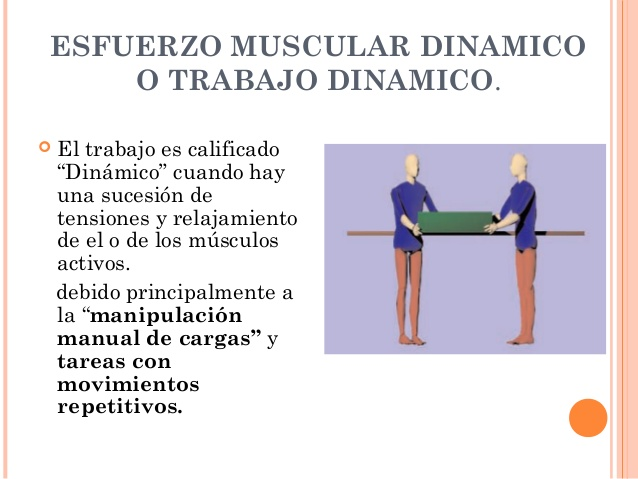 ESFUERZO MUSCULAR DINAMICO
O TRABAJO DINAMICO.
El trabajo es calificado
“Dinámico” cuando hay
una sucesión de
tensiones y relajamiento
de el o de los músculos
activos.
debido principalmente a
la “manipulación
manual de cargas” y
tareas con
movimientos
repetitivos.